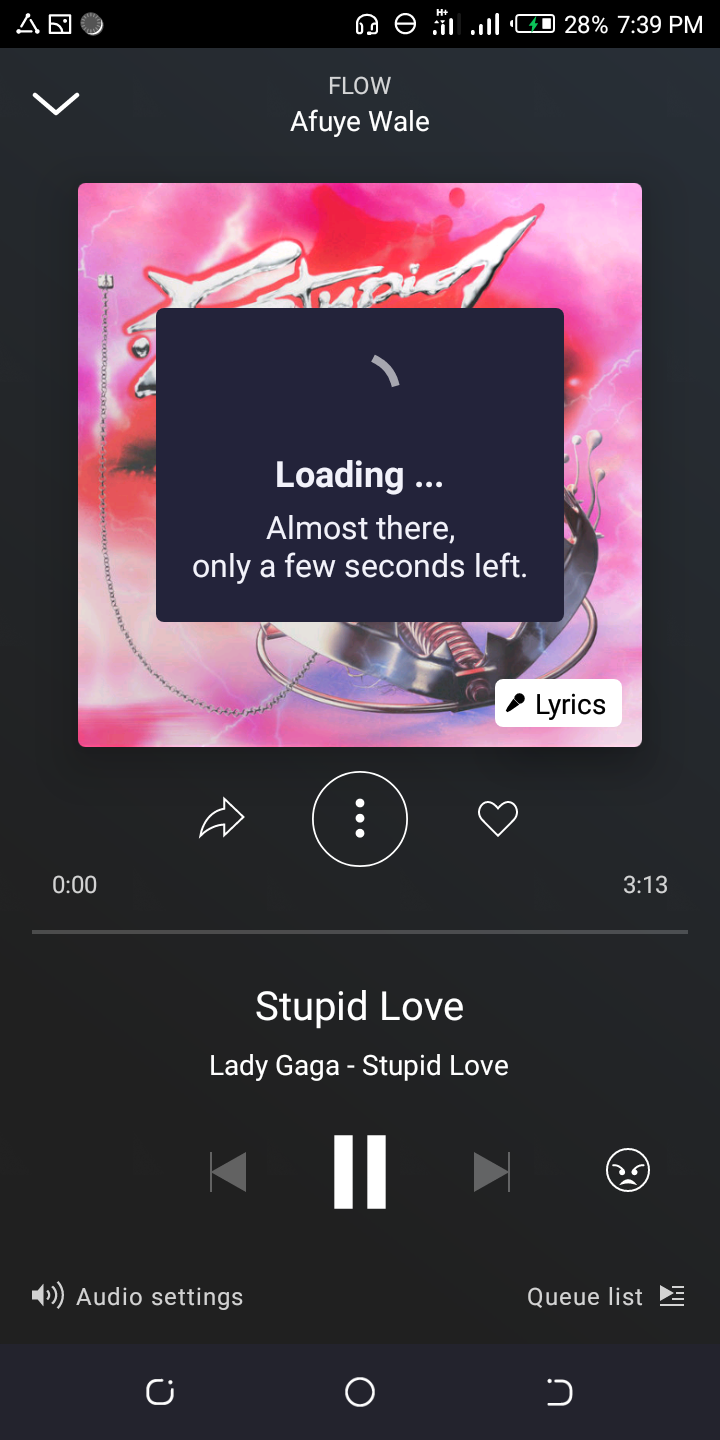 H+
28% 7:39 PM
FLOW
Afuye Wale
Stupid
Loading ...
Almost there,
only a few seconds left.
Lyrics
0:00
3:13
Stupid Love
Lady Gaga - Stupid Love
Audio settings
Queue list